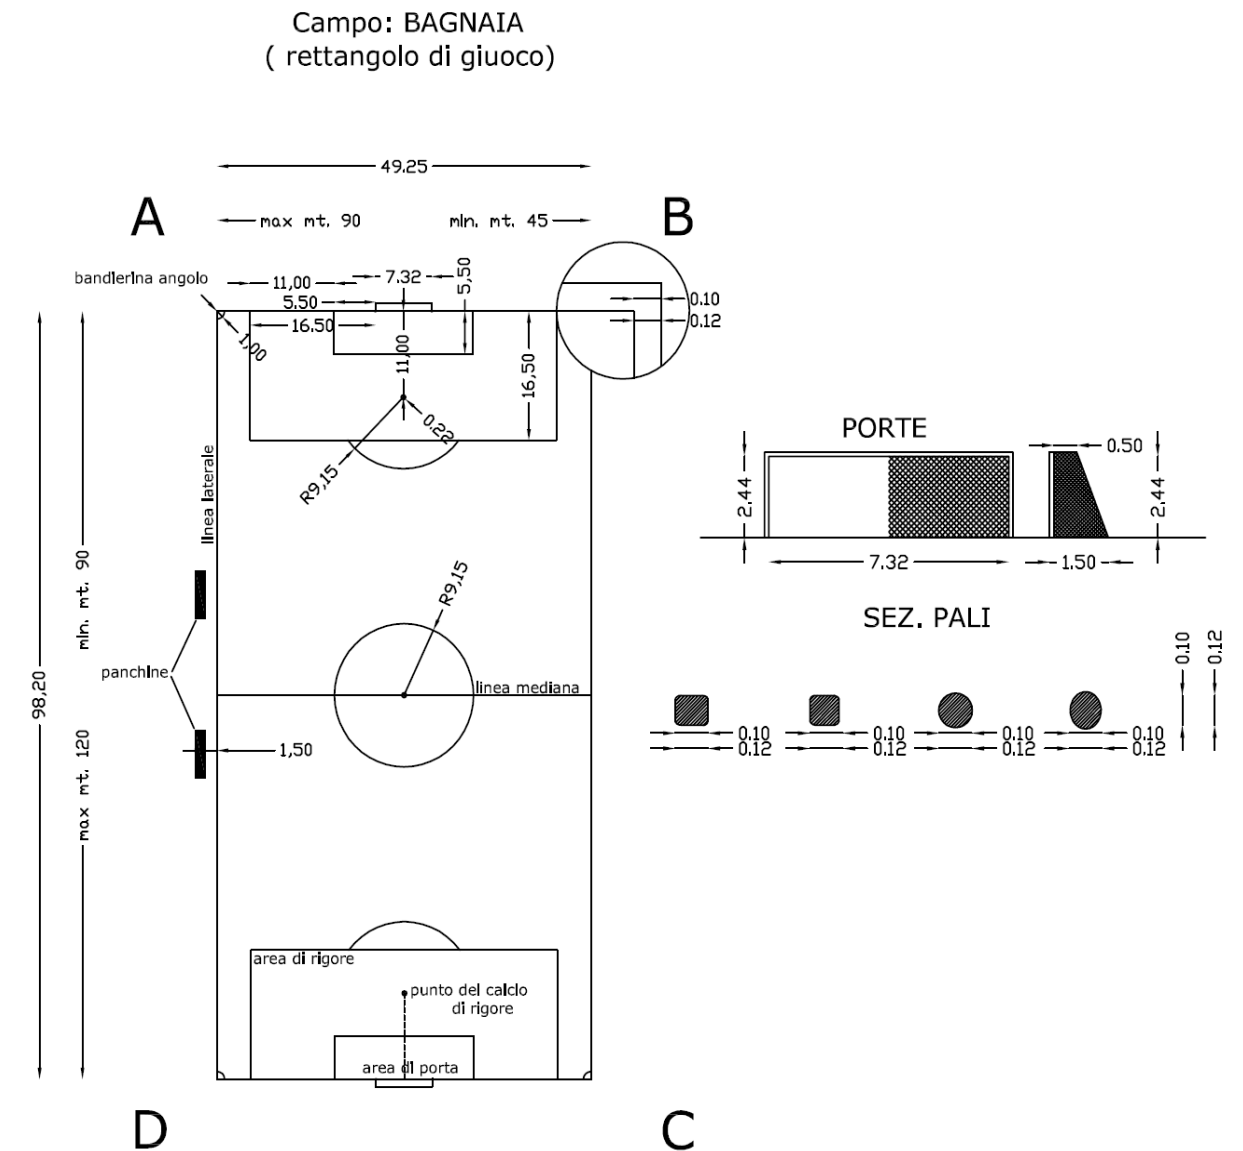 Campo: BAGNAIA
( rettangolo di giuoco)
49.25
A
B
max mt. 90
min. mt. 45
bandierina angolo
11,00
7.32
5,50
5.50
16.50
1,00
11,00
16,50
0.22
R9,15
0.10
0.12
linea laterale
PORTE
2.44
7.32
0.50
2.44
1.50
min. mt. 90
max mt. 120
98,20
panchine
R9,15
linea mediana
1,50
SEZ. PALI
0.10
0.12
0.10
0.12
0.10
0.12
0.10
0.12
0.10
0.12
area di rigore
punto del calcio
di rigore
area di porta
D
C